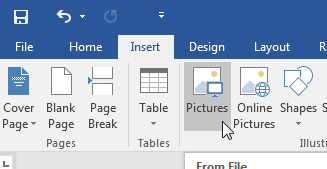 File Home Insert Design Layout
Cover Page
Blank Page
Page Break
Table
Pictures
Online Pictures
Shapes
Pages Tables
From File